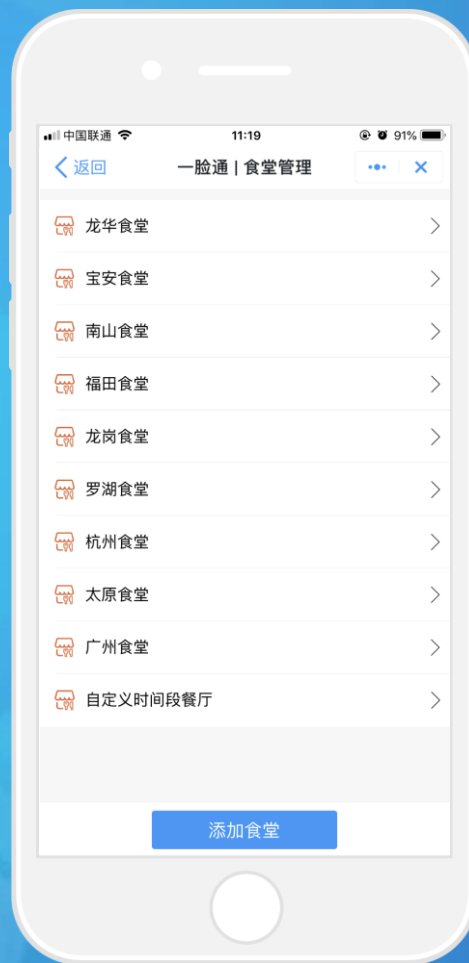 中国联通 11:19 91%
返回 一脸通 | 食堂管理
龙华食堂
宝安食堂
南山食堂
福田食堂
龙岗食堂
罗湖食堂
杭州食堂
太原食堂
广州食堂
自定义时间段餐厅
添加食堂